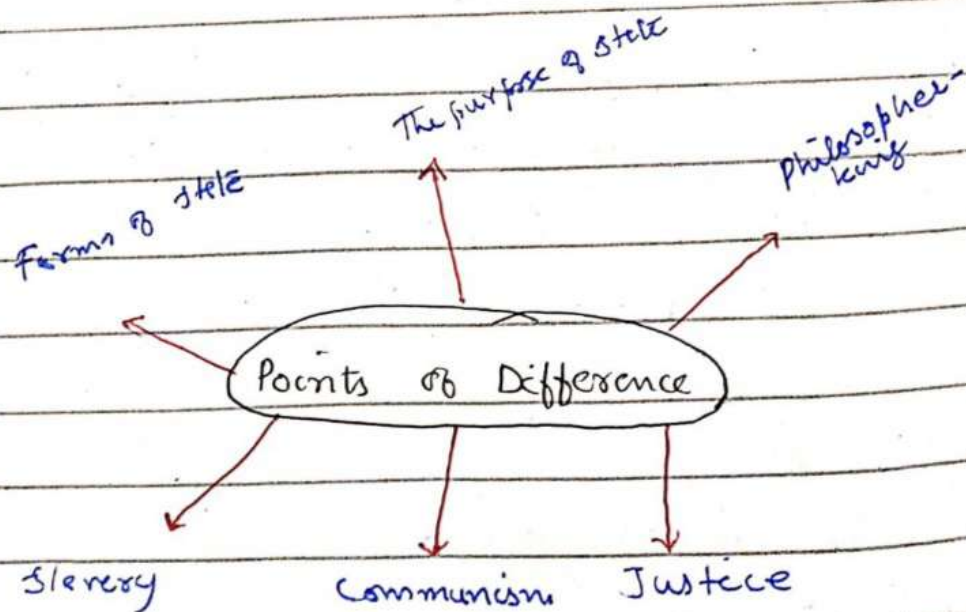 The purpose of state
Philosopher-
king
Forms of state
Points of Difference
Slavery
Communism
Justice